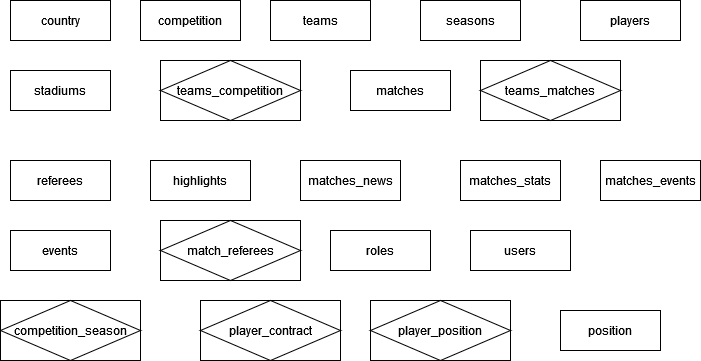 country
competition
teams
seasons
players
stadiums
teams_competition
matches
teams_matches
referees
highlights
matches_news
matches_stats
matches_events
events
match_referees
roles
users
competition_season
player_contract
player_position
position